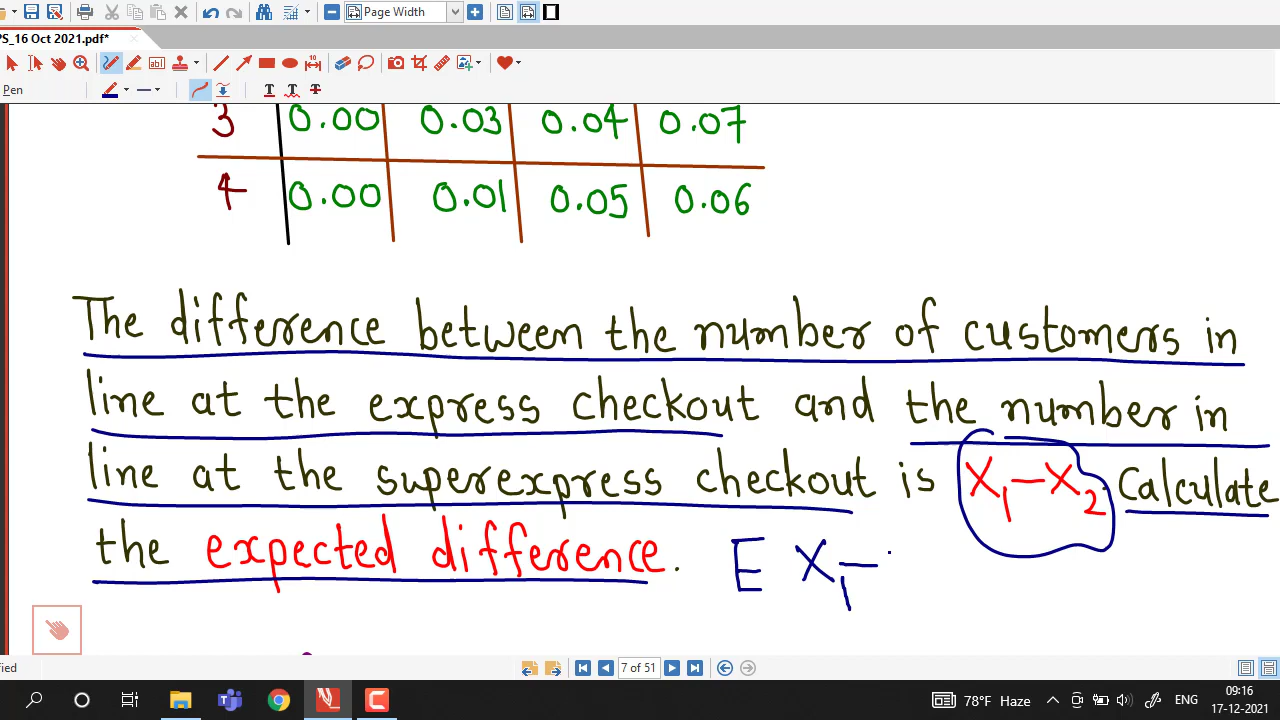 Page Width
PS_16 Oct 2021.pdf*
10
Pen
T T T
3 0.00 0.03 0.04 0.07
4 0.00 0.01 0.05 0.06
The difference between the number of customers in
line at the express checkout and the number in
line at the superexpress checkout is X₁-X₂ Calculate
the expected difference. E X₁-
fied
7 of 51
78°F Haze
ENG
09:16
17-12-2021